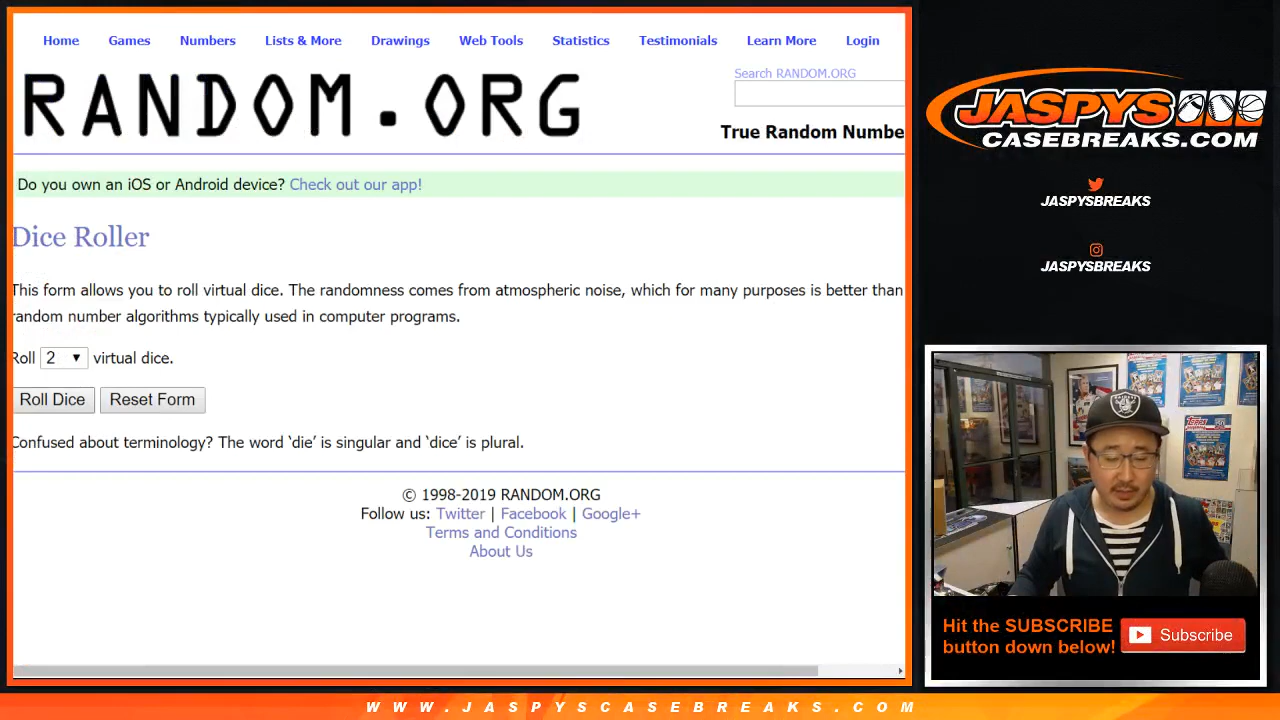 Home Games Numbers Lists & More Drawings Web Tools Statistics Testimonials Learn More Login
RANDOM.ORG
Search RANDOM.ORG
True Random Numbe
Do you own an iOS or Android device? Check out our app!
Dice Roller
This form allows you to roll virtual dice. The randomness comes from atmospheric noise, which for many purposes is better than
random number algorithms typically used in computer programs.
Roll 2 virtual dice.
Roll Dice Reset Form
Confused about terminology? The word ‘die’ is singular and ‘dice’ is plural.
© 1998-2019 RANDOM.ORG
Follow us: Twitter | Facebook | Google+
Terms and Conditions
About Us
JASPYS
CASEBREAKS.COM
JASPYSBREAKS
JASPYSBREAKS
RAIDERS
Hit the SUBSCRIBE
button down below!
Subscribe
WWW.JASPYSCASEBREAKS.COM